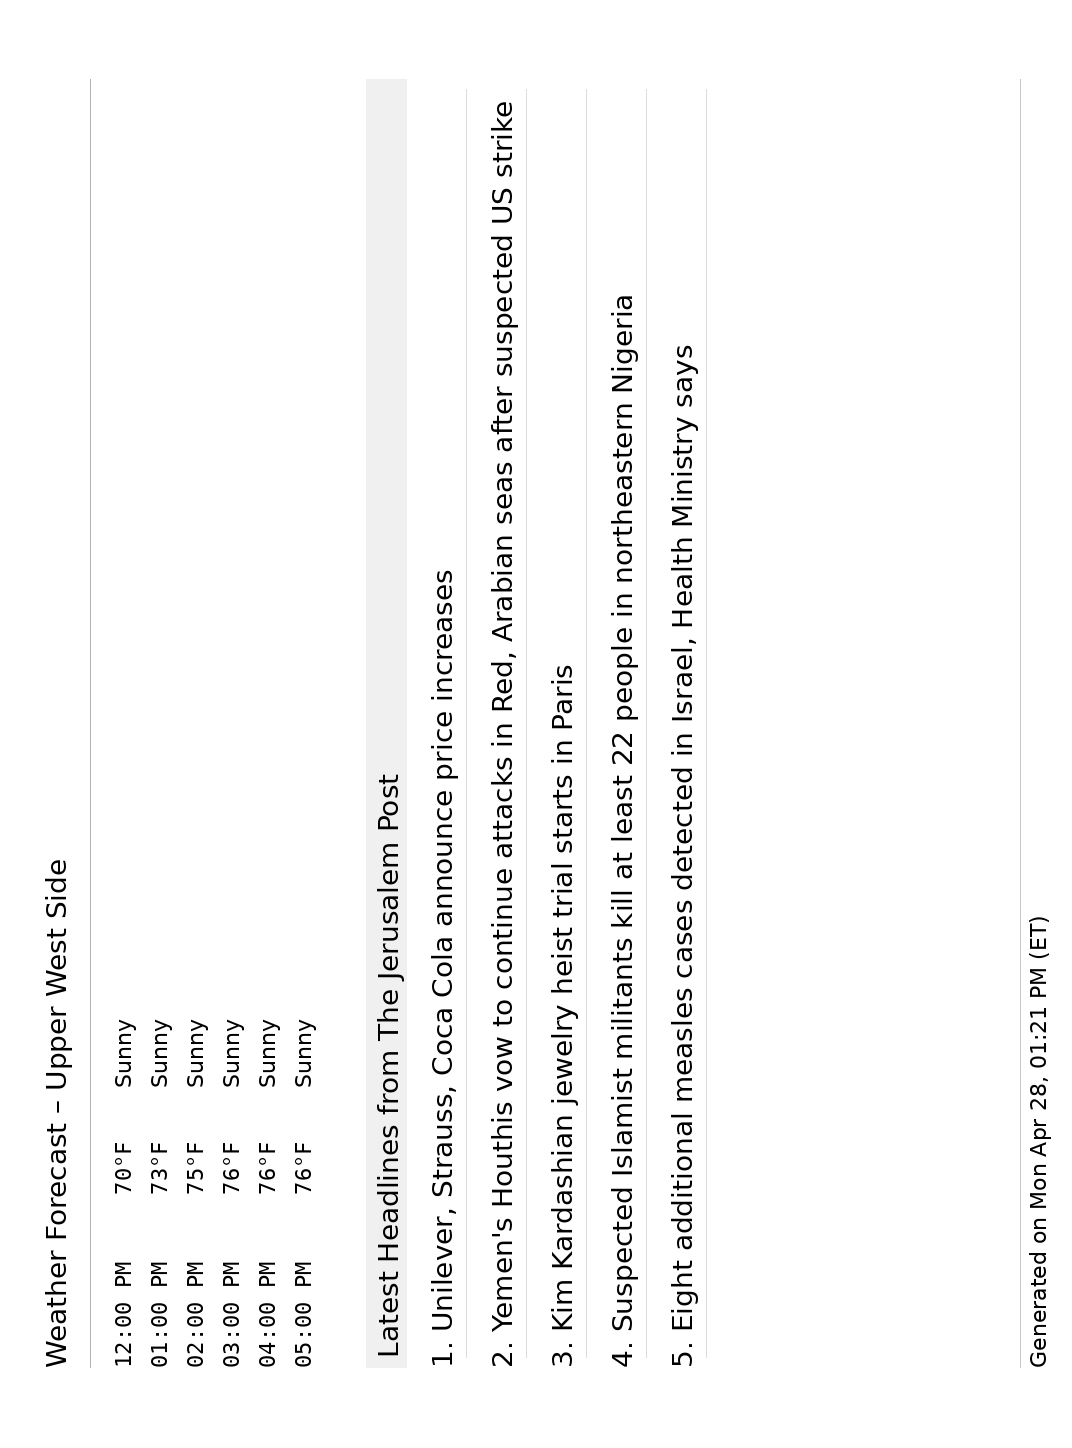 Weather Forecast – Upper West Side
12:00 PM 70°F Sunny
01:00 PM 73°F Sunny
02:00 PM 75°F Sunny
03:00 PM 76°F Sunny
04:00 PM 76°F Sunny
05:00 PM 76°F Sunny
Latest Headlines from The Jerusalem Post
1. Unilever, Strauss, Coca Cola announce price increases
2. Yemen's Houthis vow to continue attacks in Red, Arabian seas after suspected US strike
3. Kim Kardashian jewelry heist trial starts in Paris
4. Suspected Islamist militants kill at least 22 people in northeastern Nigeria
5. Eight additional measles cases detected in Israel, Health Ministry says
Generated on Mon Apr 28, 01:21 PM (ET)